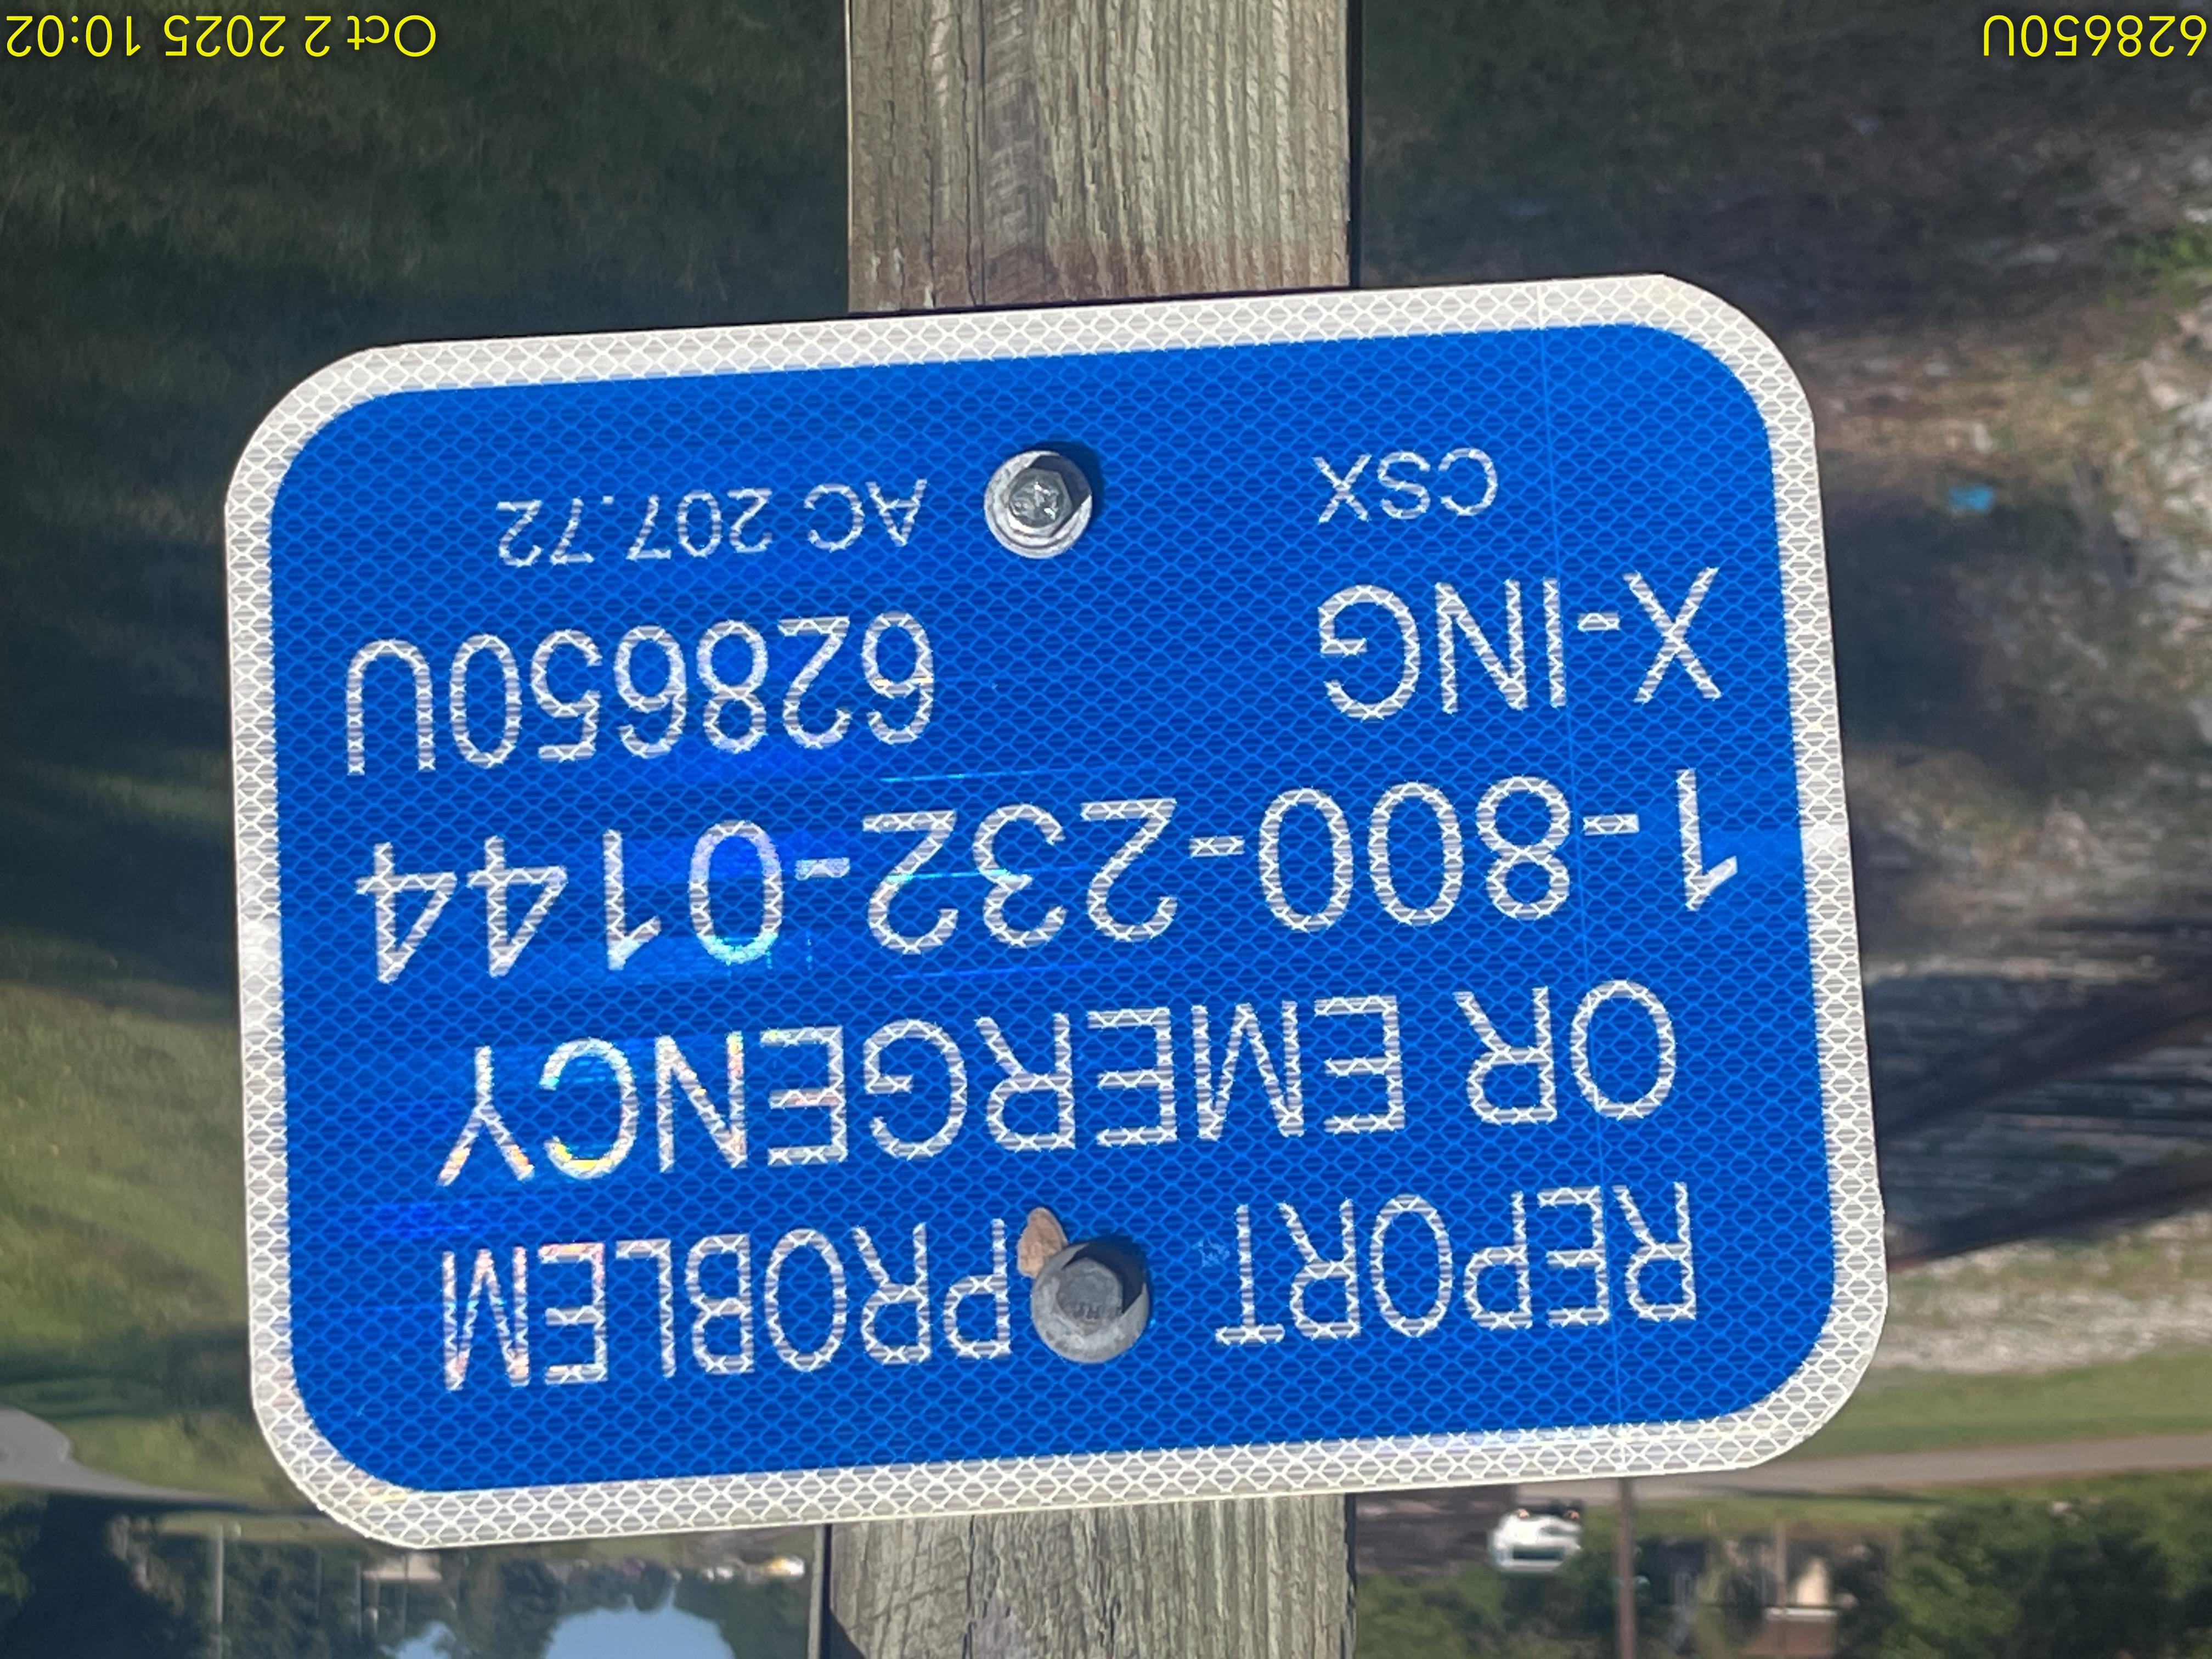 REPORT PROBLEM
OR EMERGENCY
1-800-232-0144
X-ING 628650U
CSX AC 207.72
628650U
Oct 2 2025 10:02